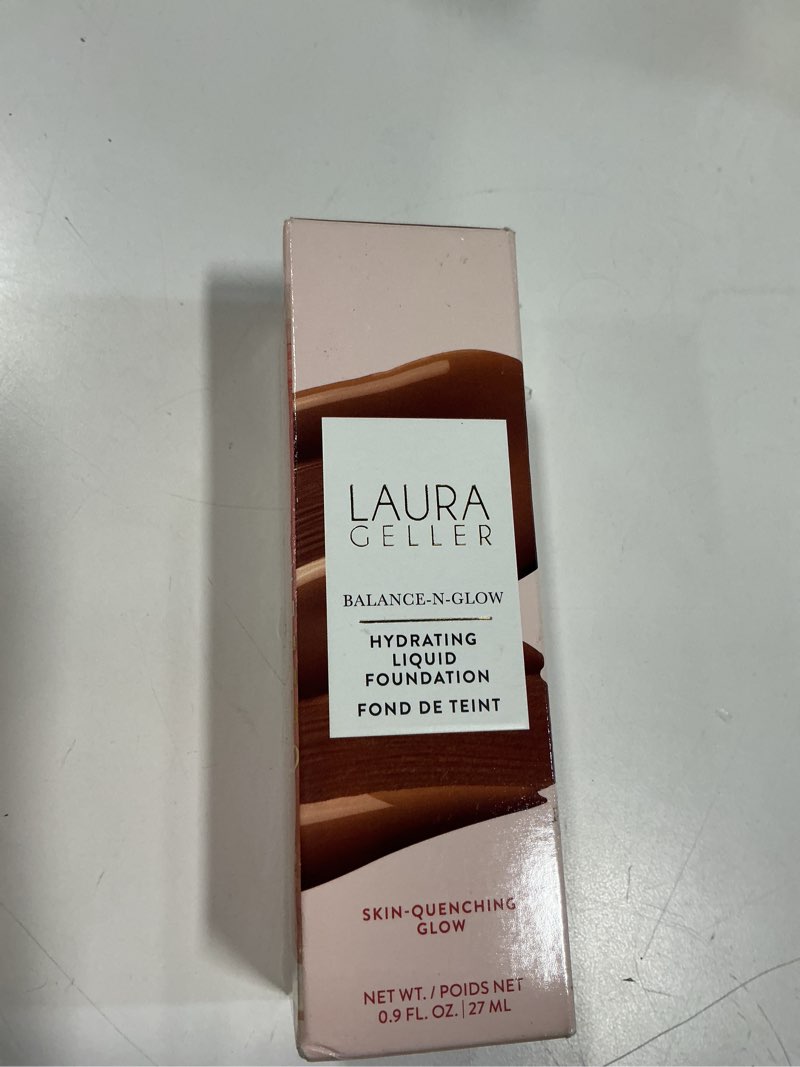 LAURA
GELLER
BALANCE-N-GLOW
HYDRATING
LIQUID
FOUNDATION
FOND DE TEINT
SKIN-QUENCHING
GLOW
NET WT. / POIDS NET
0.9 FL. OZ. | 27 ML